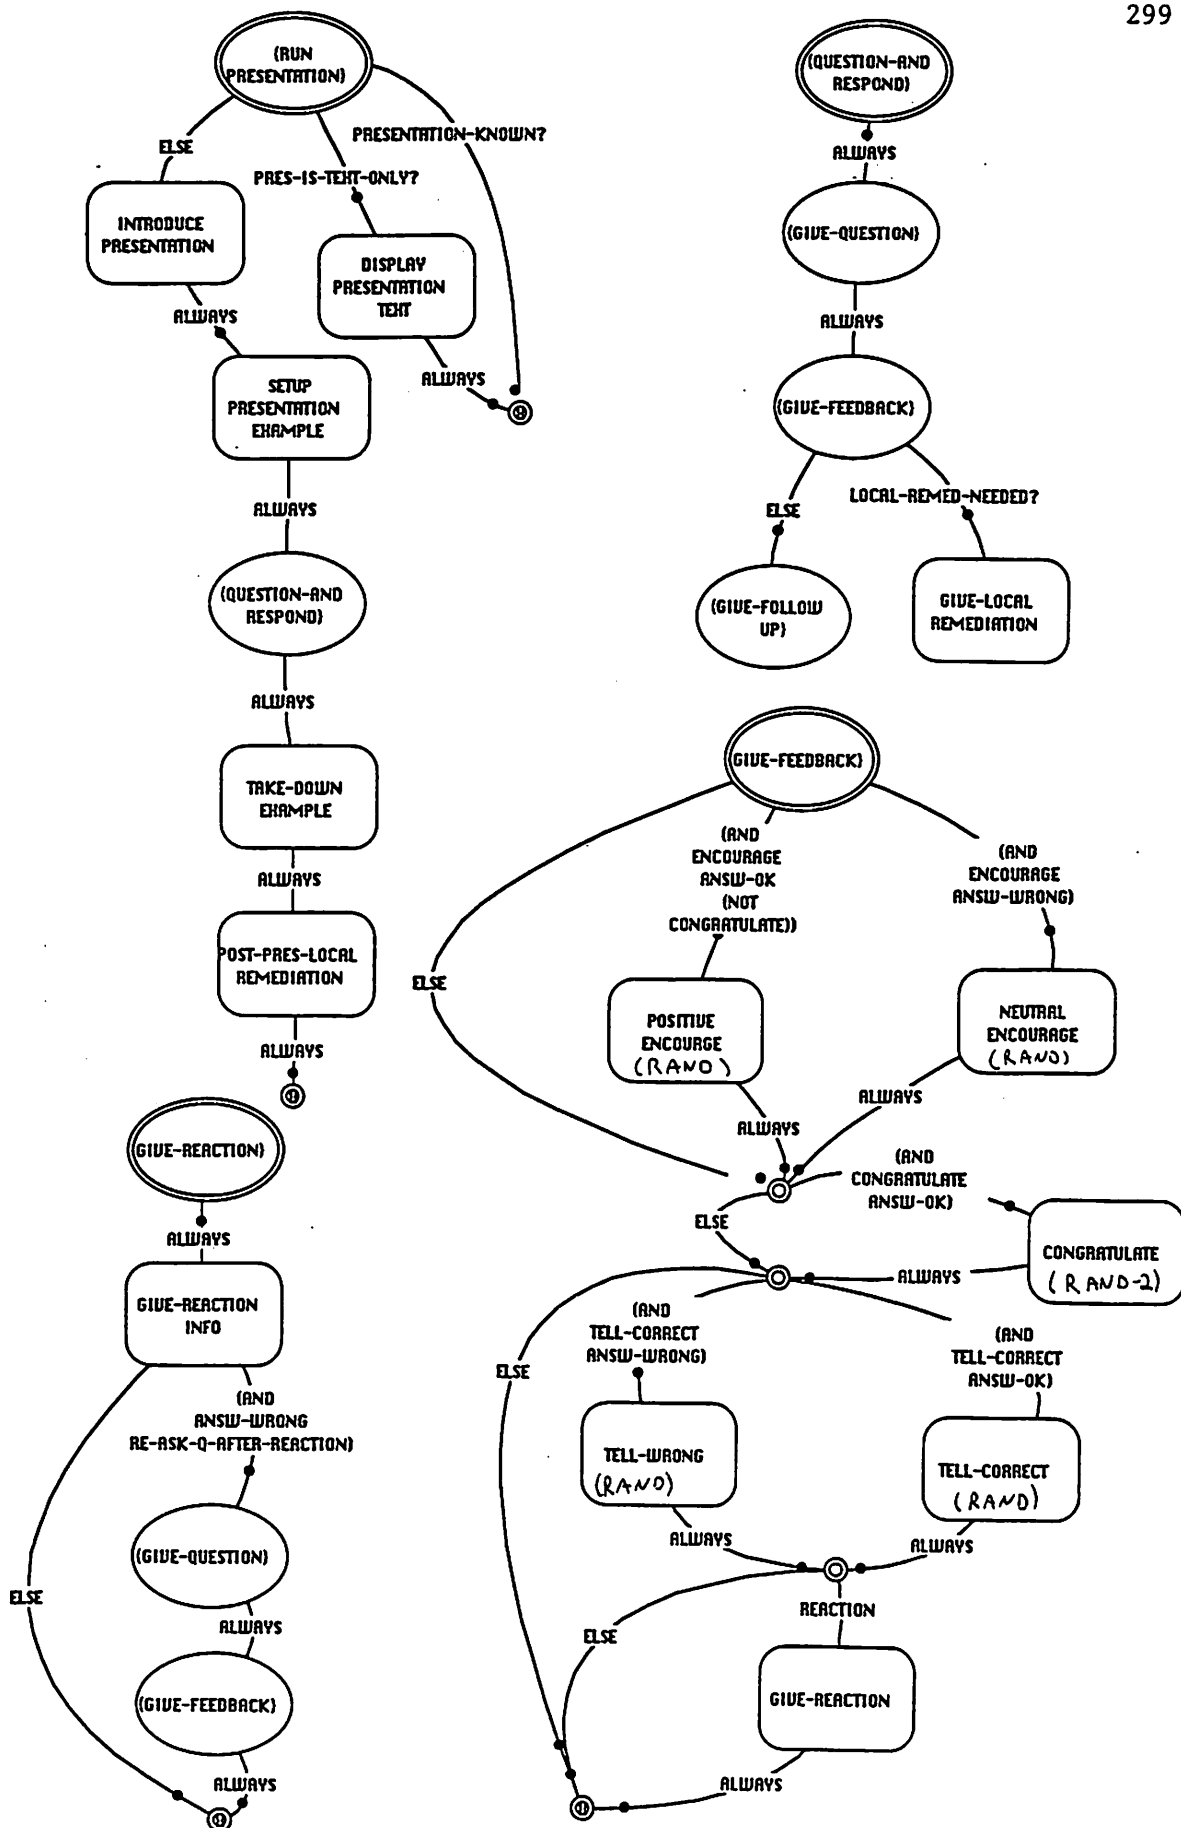 299
(RUN
PRESENTATION)
ELSE
PRESENTATION-KNOWN?
PRES-IS-TEXT-ONLY?
INTRODUCE
PRESENTATION
DISPLAY
PRESENTATION
TEXT
ALWAYS
ALWAYS
SETUP
PRESENTATION
EXAMPLE
ALWAYS
(QUESTION-AND
RESPOND)
ALWAYS
TAKE-DOWN
EXAMPLE
ALWAYS
POST-PRES-LOCAL
REMEDIATION
ALWAYS
(QUESTION-AND
RESPOND)
ALWAYS
(GIVE-QUESTION)
ALWAYS
(GIVE-FEEDBACK)
ELSE
LOCAL-REMED-NEEDED?
(GIVE-FOLLOW
UP)
GIVE-LOCAL
REMEDIATION
GIVE-FEEDBACK)
(AND
ENCOURAGE
ANSW-OK
(NOT
CONGRATULATE))
(AND
ENCOURAGE
ANSW-WRONG)
ELSE
POSITIVE
ENCOURGE
(RAND)
NEUTRAL
ENCOURAGE
(RAND)
ALWAYS
ALWAYS
(AND
CONGRATULATE
ANSW-OK)
ELSE
CONGRATULATE
(RAND-2)
ALWAYS
(AND
TELL-CORRECT
ANSW-WRONG)
(AND
TELL-CORRECT
ANSW-OK)
ELSE
TELL-WRONG
(RAND)
TELL-CORRECT
(RAND)
ALWAYS
ALWAYS
REACTION
ELSE
GIVE-REACTION
ALWAYS
GIVE-REACTION)
ALWAYS
GIVE-REACTION
INFO
(AND
ANSW-WRONG
RE-ASK-Q-AFTER-REACTION)
(GIVE-QUESTION)
ELSE
ALWAYS
(GIVE-FEEDBACK)
ALWAYS